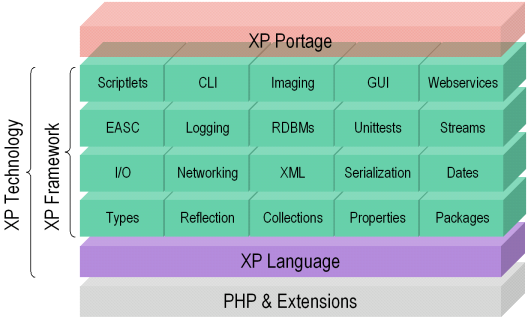 XP Portage
Scriptlets CLI Imaging GUI Webservices
EASC Logging RDBMs Unittests Streams
I/O Networking XML Serialization Dates
Types Reflection Collections Properties Packages
XP Language
PHP & Extensions
XP Technology
XP Framework